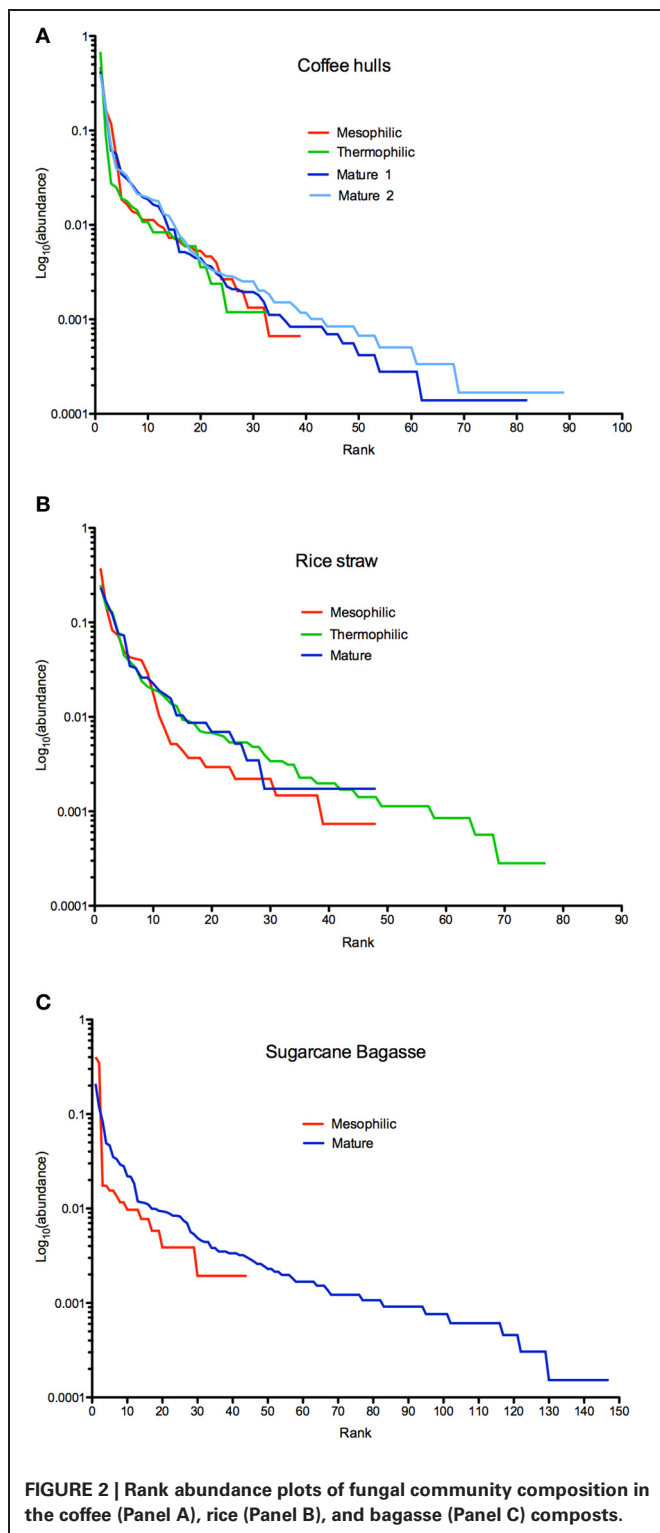 A
Coffee hulls
Mesophilic
Thermophilic
Mature 1
Mature 2
Log10(abundance)
1
0.1
0.01
0.001
0.0001
0 10 20 30 40 50 60 70 80 90 100
Rank
B
Rice straw
Mesophilic
Thermophilic
Mature
Log10(abundance)
1
0.1
0.01
0.001
0.0001
0 10 20 30 40 50 60 70 80 90
Rank
C
Sugarcane Bagasse
Mesophilic
Mature
Log10(abundance)
1
0.1
0.01
0.001
0.0001
0 10 20 30 40 50 60 70 80 90 100 110 120 130 140 150
Rank
FIGURE 2 | Rank abundance plots of fungal community composition in
the coffee (Panel A), rice (Panel B), and bagasse (Panel C) composts.